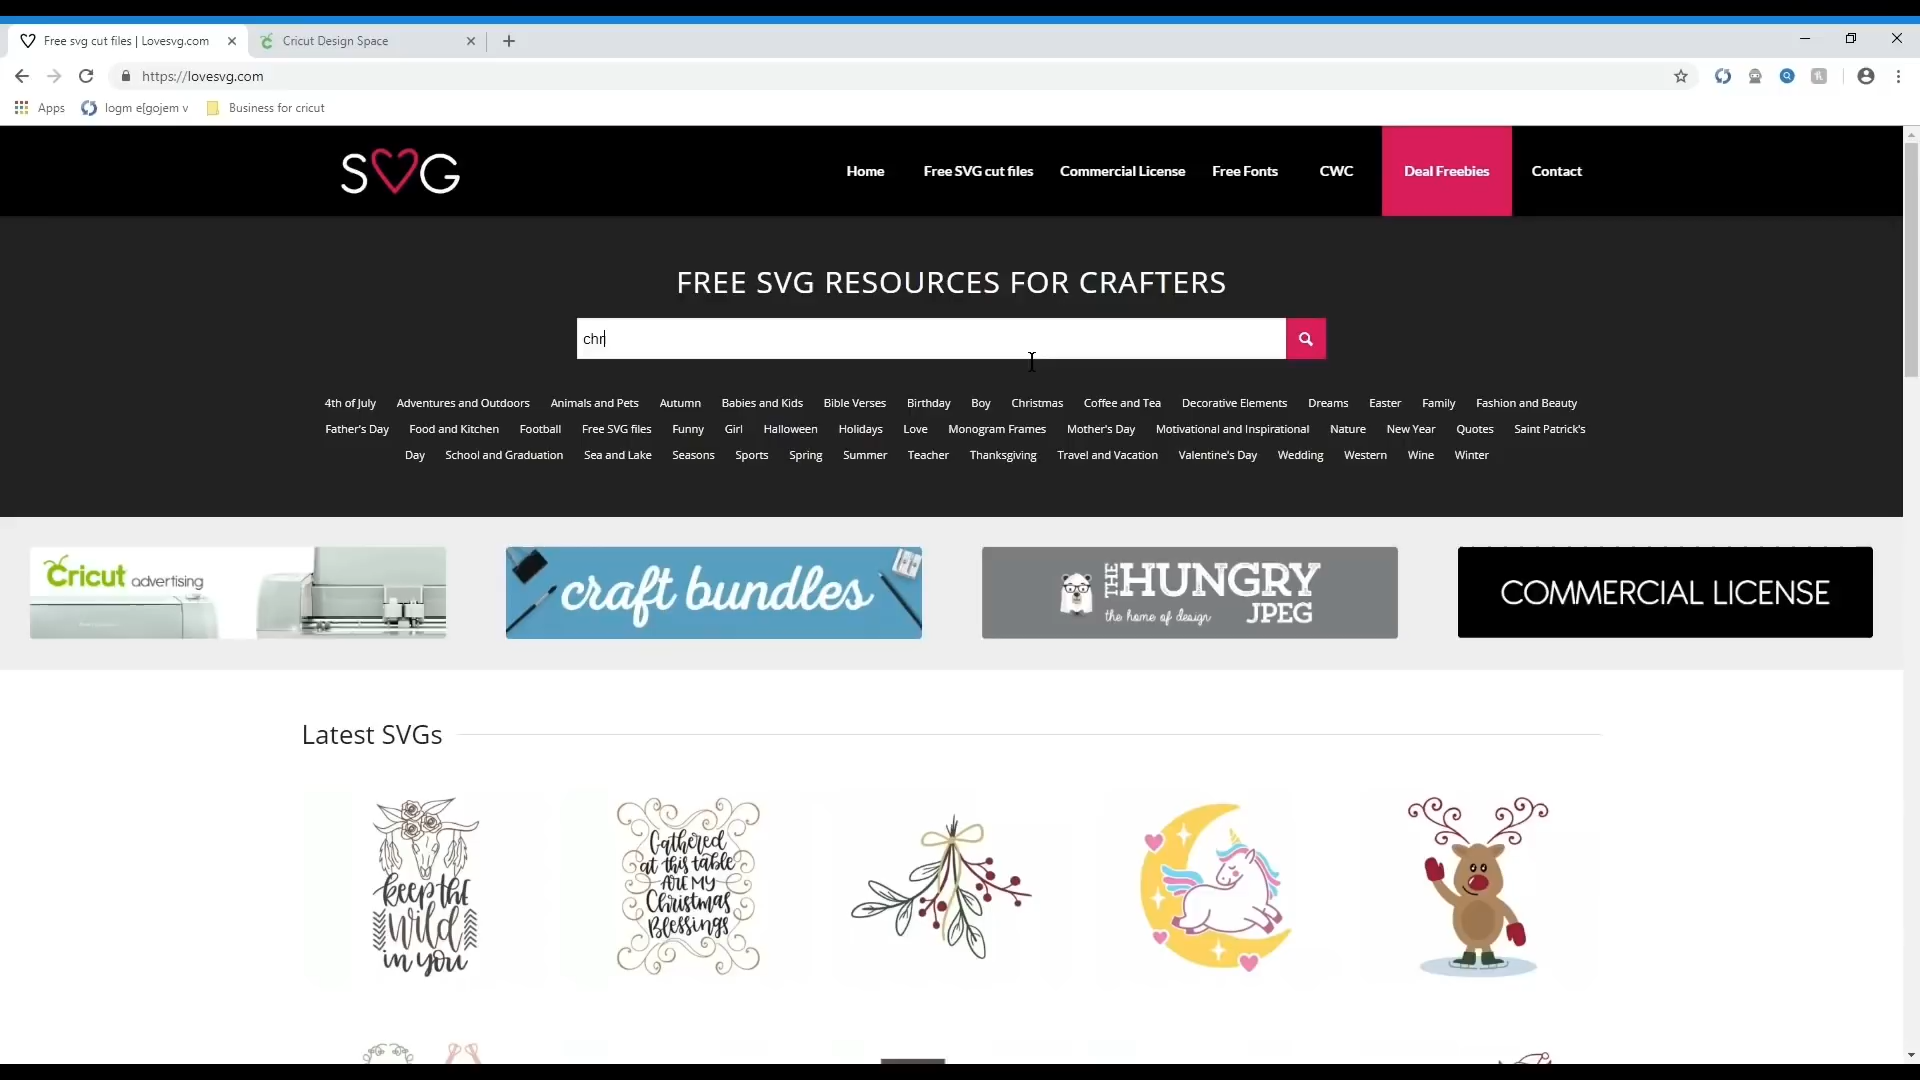 Free svg cut files | Lovesvg.com
Cricut Design Space
https://lovesvg.com
Apps logm e[gojem v Business for cricut
SVG
Home Free SVG cut files Commercial License Free Fonts CWC Deal Freebies Contact
FREE SVG RESOURCES FOR CRAFTERS
chr
4th of July Adventures and Outdoors Animals and Pets Autumn Babies and Kids Bible Verses Birthday Boy Christmas Coffee and Tea Decorative Elements Dreams Easter Family Fashion and Beauty
Father's Day Food and Kitchen Football Free SVG files Funny Girl Halloween Holidays Love Monogram Frames Mother's Day Motivational and Inspirational Nature New Year Quotes Saint Patrick's
Day School and Graduation Sea and Lake Seasons Sports Spring Summer Teacher Thanksgiving Travel and Vacation Valentine's Day Wedding Western Wine Winter
Cricut advertising
craft bundles
THE HUNGRY
the home of design JPEG
COMMERCIAL LICENSE
Latest SVGs
keep the
wild
in you
Gathered
at this table
are my
Christmas
Blessings